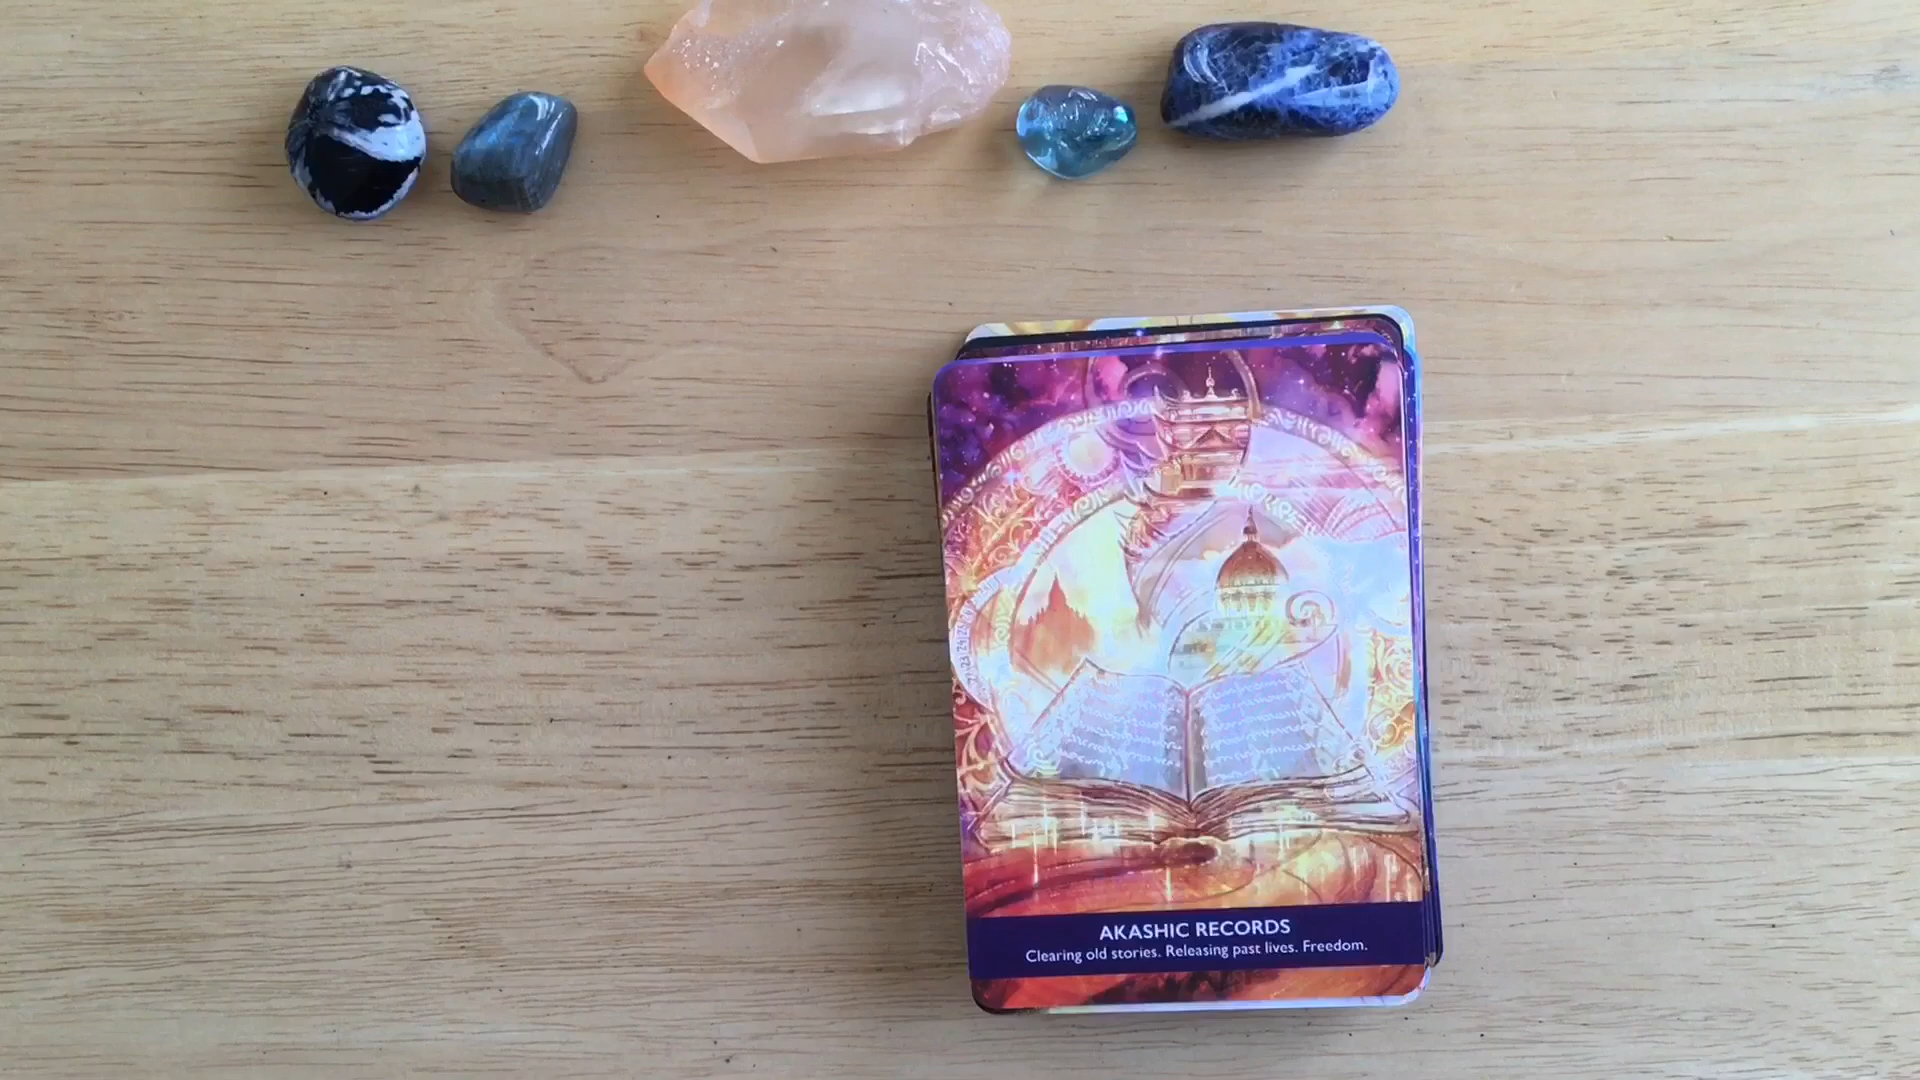 AKASHIC RECORDS
Clearing old stories. Releasing past lives. Freedom.